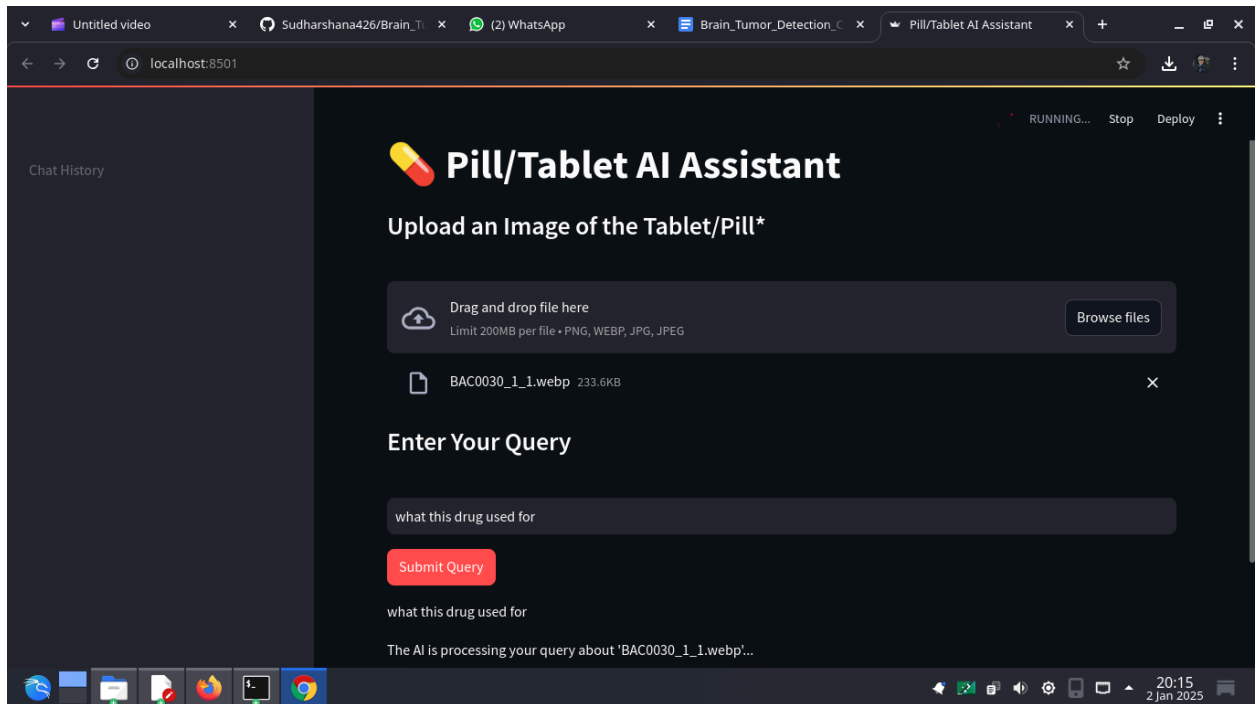 Untitled video
Sudharshana426/Brain_Tu
(2) WhatsApp
Brain_Tumor_Detection_C
Pill/Tablet AI Assistant
localhost:8501
RUNNING...
Stop
Deploy
Chat History
Pill/Tablet AI Assistant
Upload an Image of the Tablet/Pill*
Drag and drop file here
Limit 200MB per file • PNG, WEBP, JPG, JPEG
Browse files
BAC0030_1_1.webp 233.6KB
Enter Your Query
what this drug used for
Submit Query
what this drug used for
The AI is processing your query about 'BAC0030_1_1.webp'...
20:15
2 Jan 2025